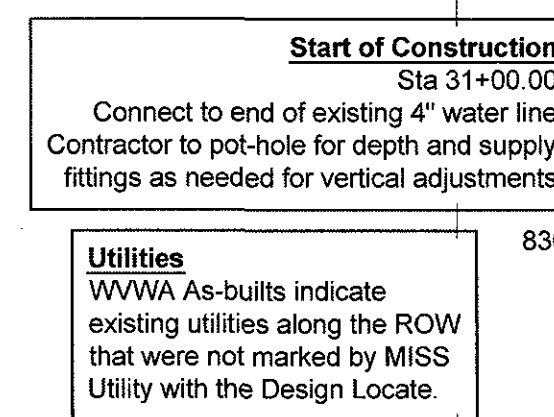 Start of Construction
Sta 31+00.00
Connect to end of existing 4" water line
Contractor to pot-hole for depth and supply
fittings as needed for vertical adjustments
Utilities
WVWA As-builts indicate
existing utilities along the ROW
that were not marked by MISS
Utility with the Design Locate.